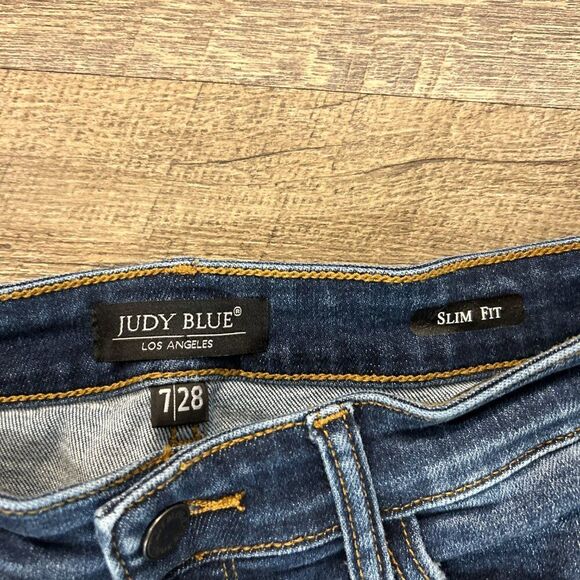 JUDY BLUE®
LOS ANGELES
SLIM FIT
7|28